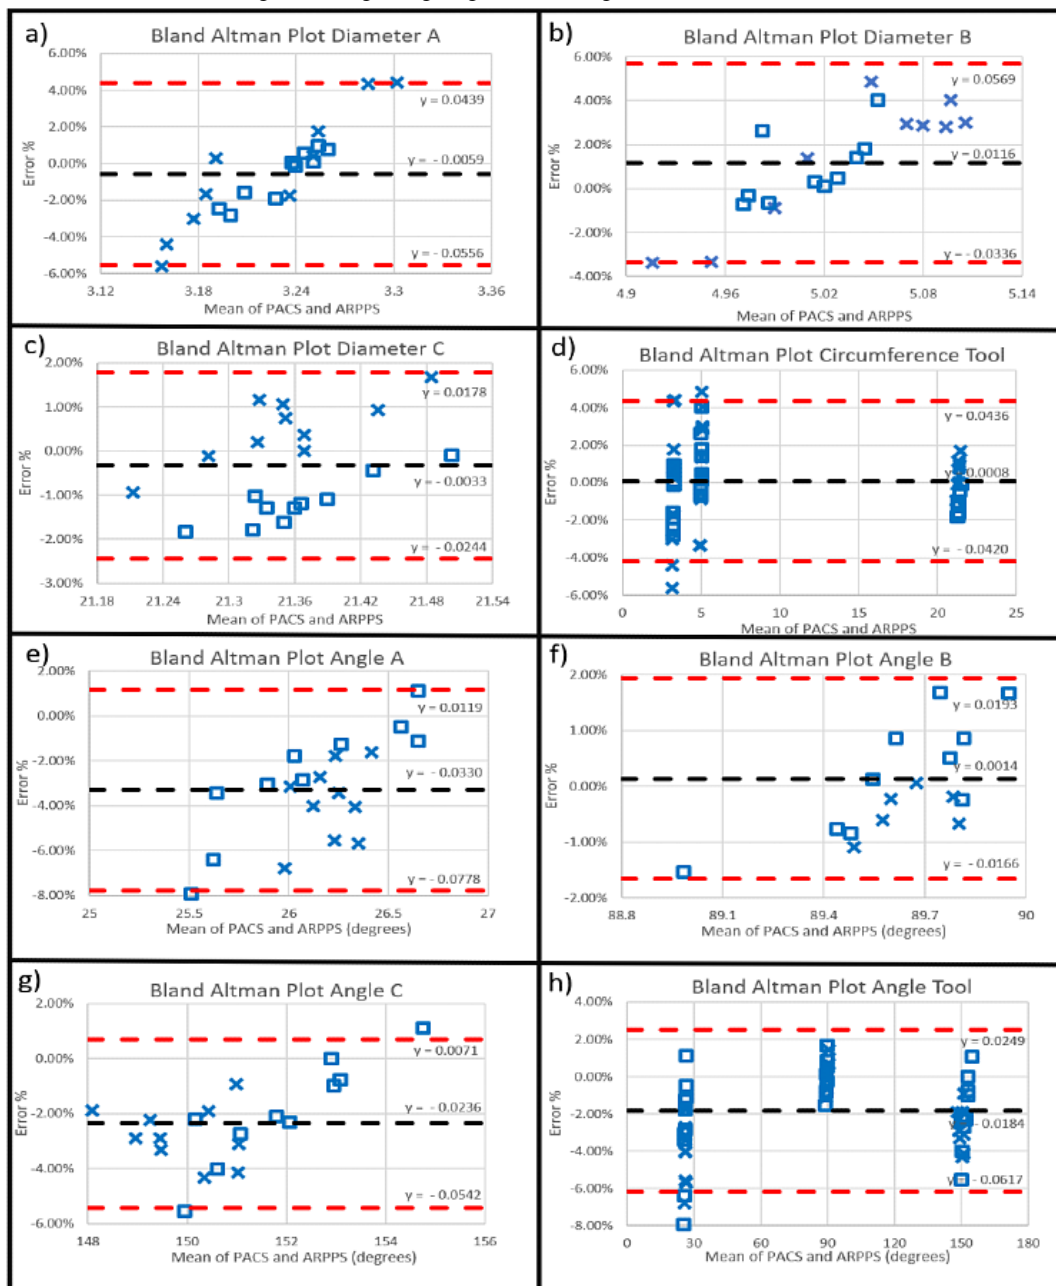 a)
Bland Altman Plot Diameter A
6.00%
4.00%
2.00%
0.00%
-2.00%
-4.00%
-6.00%
Error %
y = 0.0439
y = - 0.0059
y = - 0.0556
3.12 3.18 3.24 3.3 3.36
Mean of PACS and ARPPS
b)
Bland Altman Plot Diameter B
6.00%
4.00%
2.00%
0.00%
-2.00%
-4.00%
Error %
y = 0.0569
y = 0.0116
y = - 0.0336
4.9 4.96 5.02 5.08 5.14
Mean of PACS and ARPPS
c)
Bland Altman Plot Diameter C
2.00%
1.00%
0.00%
-1.00%
-2.00%
-3.00%
Error %
y = 0.0178
y = - 0.0033
y = - 0.0244
21.18 21.24 21.3 21.36 21.42 21.48 21.54
Mean of PACS and ARPPS
d)
Bland Altman Plot Circumference Tool
6.00%
4.00%
2.00%
0.00%
-2.00%
-4.00%
-6.00%
Error %
y = 0.0436
y = 0.0008
y = - 0.0420
0 5 10 15 20 25
Mean of PACS and ARPPS
e)
Bland Altman Plot Angle A
2.00%
0.00%
-2.00%
-4.00%
-6.00%
-8.00%
Error %
y = 0.0119
y = - 0.0330
y = - 0.0778
25 25.5 26 26.5 27
Mean of PACS and ARPPS (degrees)
f)
Bland Altman Plot Angle B
2.00%
1.00%
0.00%
-1.00%
-2.00%
Error %
y = 0.0193
y = 0.0014
y = - 0.0166
88.8 89.1 89.4 89.7 90
Mean of PACS and ARPPS (degrees)
g)
Bland Altman Plot Angle C
2.00%
0.00%
-2.00%
-4.00%
-6.00%
Error %
y = 0.0071
y = - 0.0236
y = - 0.0542
148 150 152 154 156
Mean of PACS and ARPPS (degrees)
h)
Bland Altman Plot Angle Tool
4.00%
2.00%
0.00%
-2.00%
-4.00%
-6.00%
-8.00%
Error %
y = 0.0249
y = - 0.0184
y = - 0.0617
0 30 60 90 120 150 180
Mean of PACS and ARPPS (degrees)